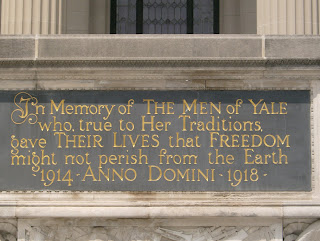 In Memory of THE MEN of YALE
who, true to Her Traditions,
gave THEIR LIVES that FREEDOM
might not perish from the Earth
·1914·ANNO DOMINI·1918·